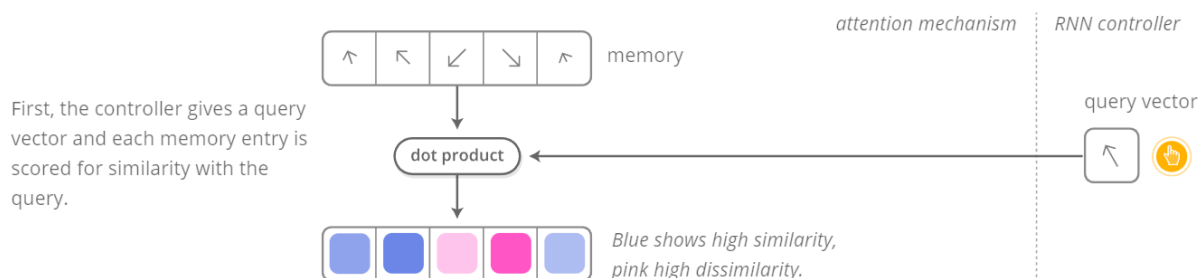 attention mechanism
RNN controller
memory
First, the controller gives a query
vector and each memory entry is
scored for similarity with the
query.
query vector
dot product
Blue shows high similarity,
pink high dissimilarity.